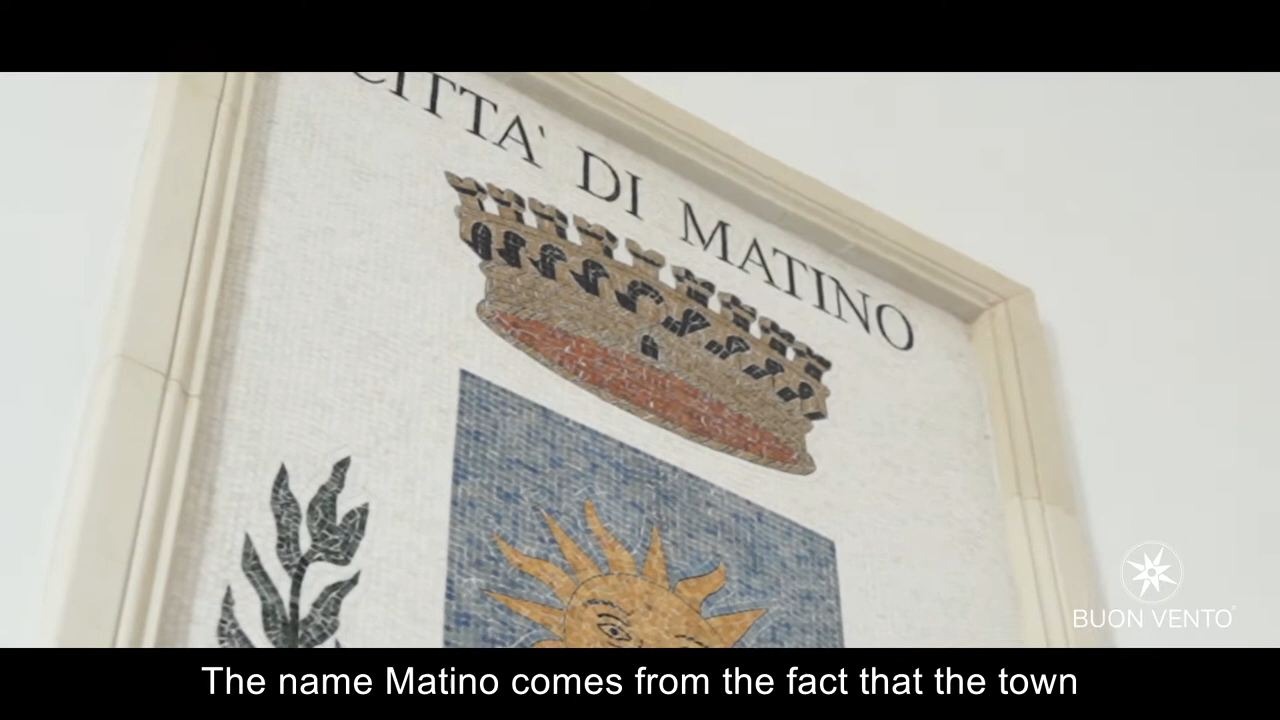 CITTA' DI MATINO
BUON VENTO
The name Matino comes from the fact that the town